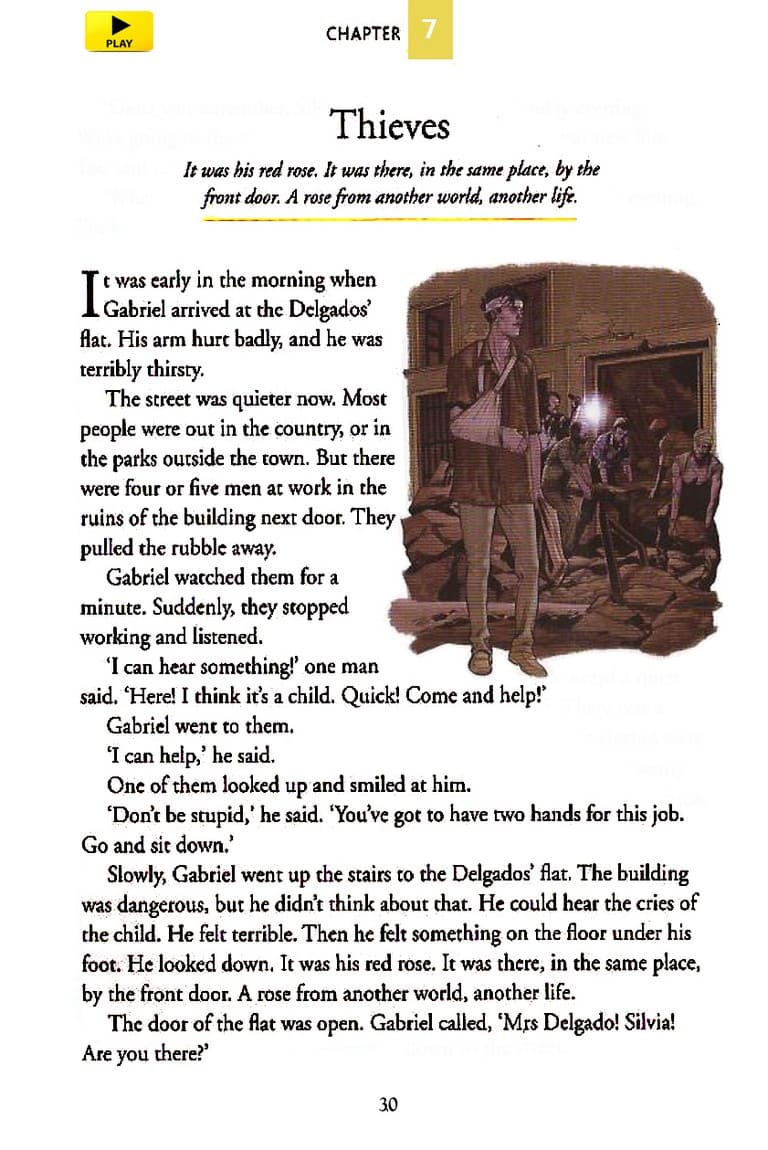 PLAY
CHAPTER 7
Thieves
It was his red rose. It was there, in the same place, by the
front door. A rose from another world, another life.
It was early in the morning when
Gabriel arrived at the Delgados'
flat. His arm hurt badly, and he was
terribly thirsty.
The street was quieter now. Most
people were out in the country, or in
the parks outside the town. But there
were four or five men at work in the
ruins of the building next door. They
pulled the rubble away.
Gabriel watched them for a
minute. Suddenly, they stopped
working and listened.
'I can hear something!' one man
said. 'Here! I think it's a child. Quick! Come and help!'
Gabriel went to them.
'I can help,' he said.
One of them looked up and smiled at him.
'Don't be stupid,' he said. 'You've got to have two hands for this job.
Go and sit down.'
Slowly, Gabriel went up the stairs to the Delgados' flat. The building
was dangerous, but he didn't think about that. He could hear the cries of
the child. He felt terrible. Then he felt something on the floor under his
foot. He looked down. It was his red rose. It was there, in the same place,
by the front door. A rose from another world, another life.
The door of the flat was open. Gabriel called, 'Mrs Delgado! Silvia!
Are you there?'
30